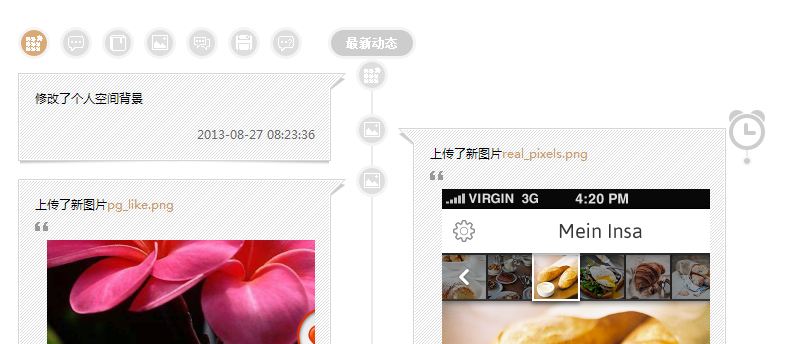 最新动态
修改了个人空间背景
2013-08-27 08:23:36
上传了新图片real_pixels.png
VIRGIN 3G 4:20 PM
Mein Insa
上传了新图片pg_like.png